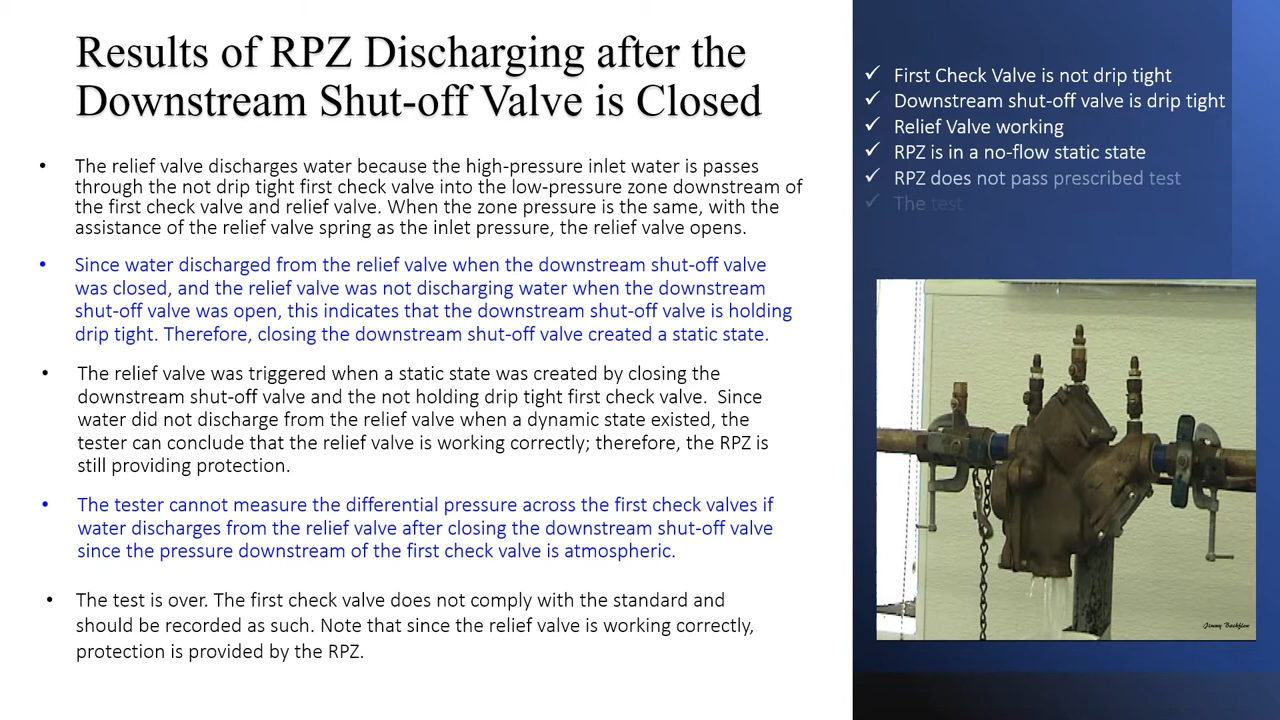 Results of RPZ Discharging after the
Downstream Shut-off Valve is Closed
• The relief valve discharges water because the high-pressure inlet water is passes
through the not drip tight first check valve into the low-pressure zone downstream of
the first check valve and relief valve. When the zone pressure is the same, with the
assistance of the relief valve spring as the inlet pressure, the relief valve opens.
• Since water discharged from the relief valve when the downstream shut-off valve
was closed, and the relief valve was not discharging water when the downstream
shut-off valve was open, this indicates that the downstream shut-off valve is holding
drip tight. Therefore, closing the downstream shut-off valve created a static state.
• The relief valve was triggered when a static state was created by closing the
downstream shut-off valve and the not holding drip tight first check valve.  Since
water did not discharge from the relief valve when a dynamic state existed, the
tester can conclude that the relief valve is working correctly; therefore, the RPZ is
still providing protection.
• The tester cannot measure the differential pressure across the first check valves if
water discharges from the relief valve after closing the downstream shut-off valve
since the pressure downstream of the first check valve is atmospheric.
• The test is over. The first check valve does not comply with the standard and
should be recorded as such. Note that since the relief valve is working correctly,
protection is provided by the RPZ.
✓ First Check Valve is not drip tight
✓ Downstream shut-off valve is drip tight
✓ Relief Valve working
✓ RPZ is in a no-flow static state
✓ RPZ does not pass prescribed test
✓ The test
Jimmy Backflow